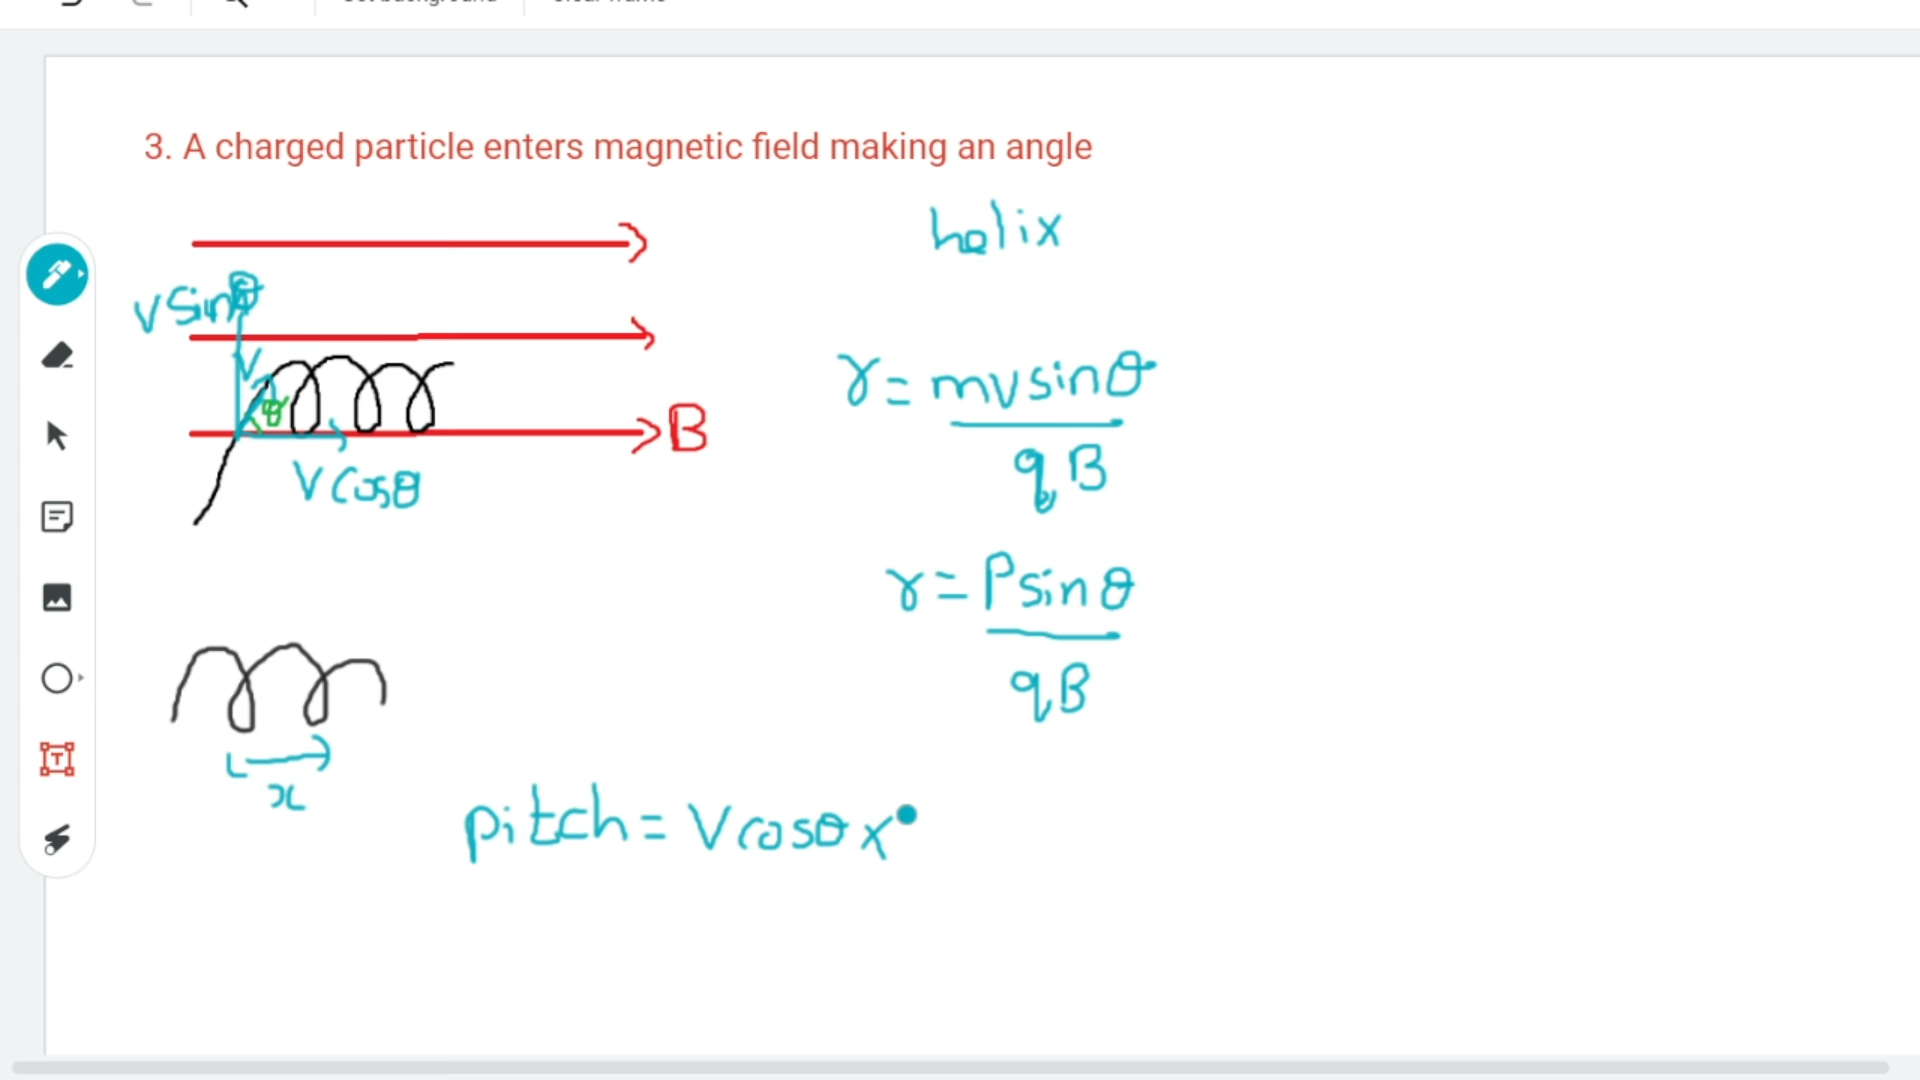 3. A charged particle enters magnetic field making an angle
helix
v sinθ
V
θ
B
V cosθ
r = mv sinθ
qB
r = P sinθ
qB
x
pitch = V cosθ x